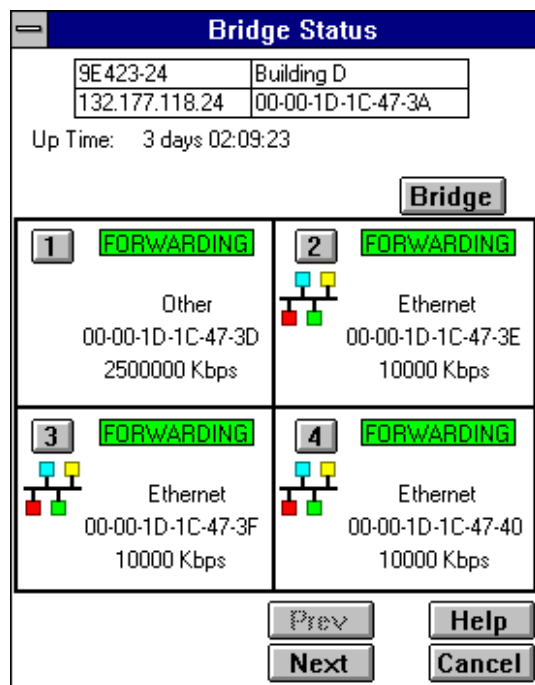 Bridge Status
9E423-24 Building D
132.177.118.24 00-00-1D-1C-47-3A
Up Time: 3 days 02:09:23
Bridge
1 FORWARDING
Other
00-00-1D-1C-47-3D
2500000 Kbps
2 FORWARDING
Ethernet
00-00-1D-1C-47-3E
10000 Kbps
3 FORWARDING
Ethernet
00-00-1D-1C-47-3F
10000 Kbps
4 FORWARDING
Ethernet
00-00-1D-1C-47-40
10000 Kbps
Prev Help
Next Cancel